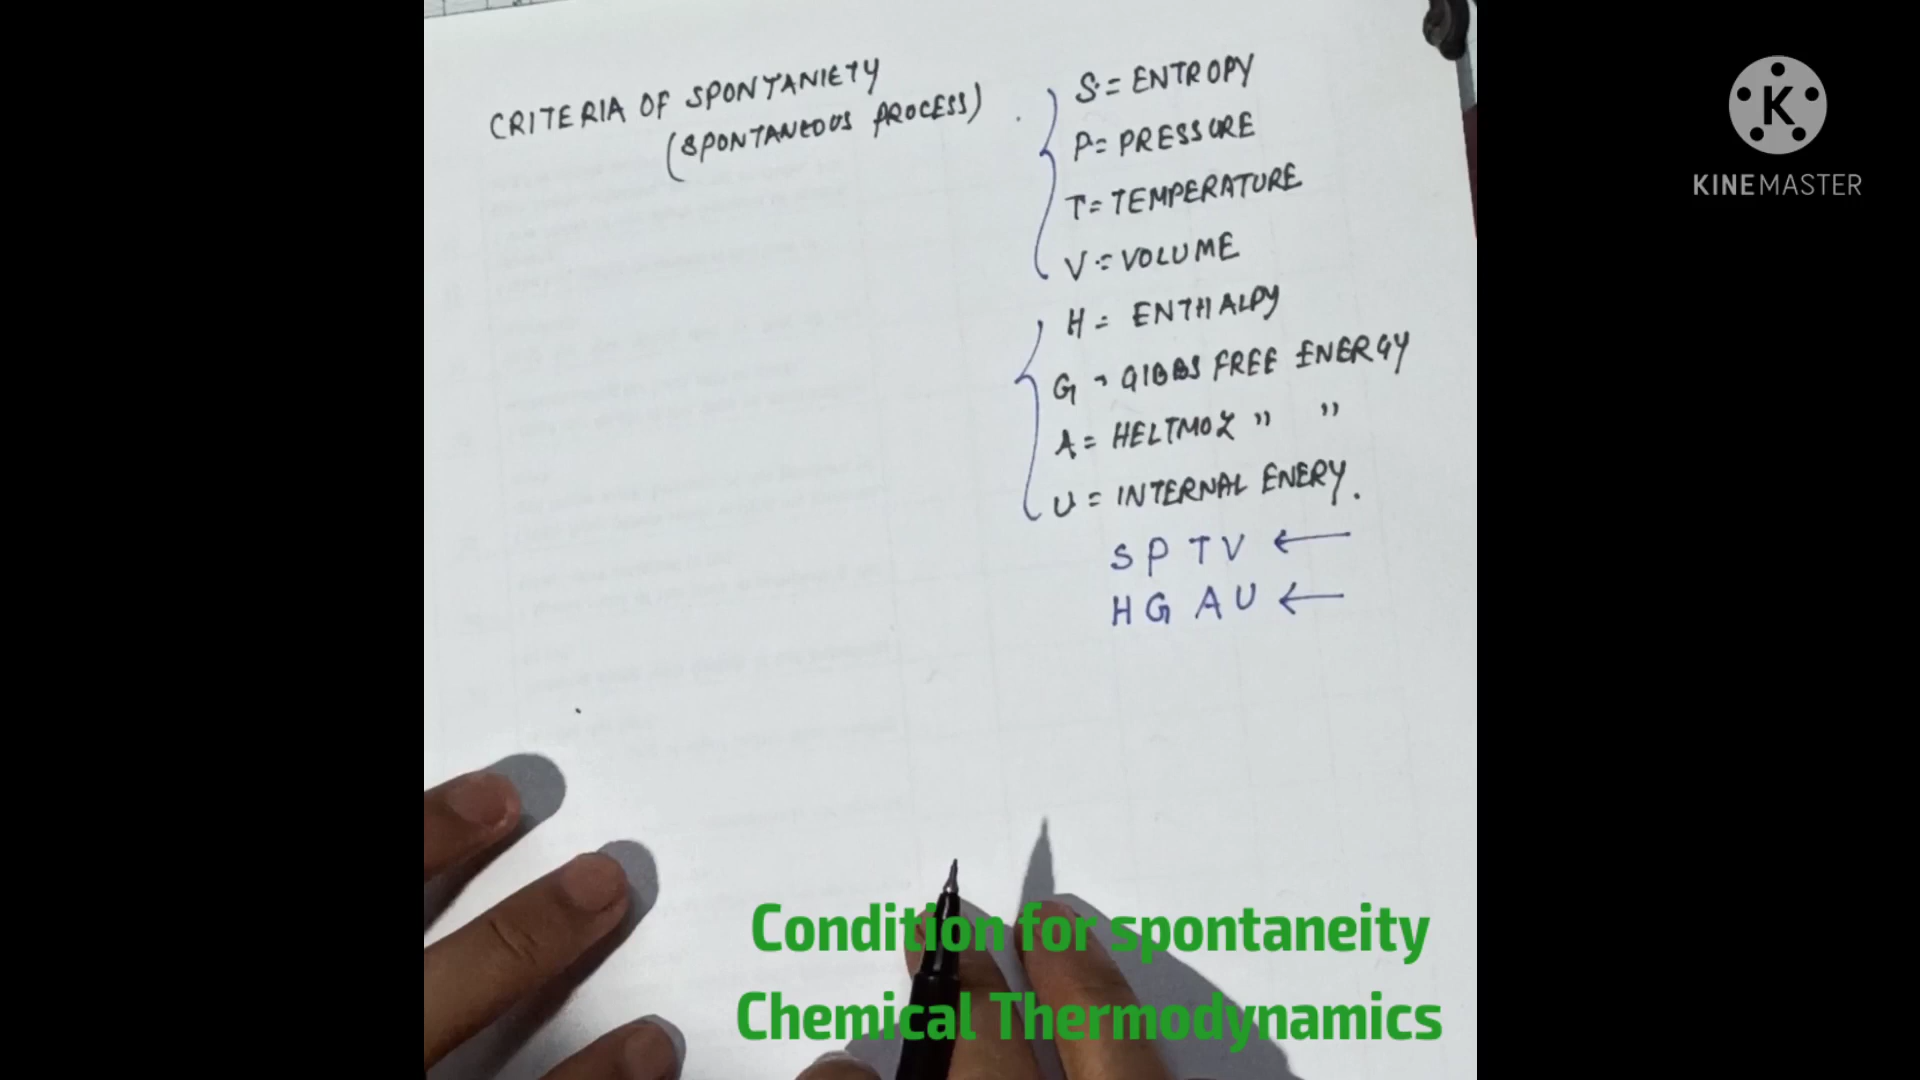 CRITERIA OF SPONTANIETY
(SPONTANEOUS PROCESS)
S = ENTROPY
P = PRESSURE
T = TEMPERATURE
V = VOLUME
H = ENTHALPY
G = GIBBS FREE ENERGY
A = HELTMOZ " "
U = INTERNAL ENERY.
S P T V ←
H G A U ←
K
KINEMASTER
Condition for spontaneity
Chemical Thermodynamics